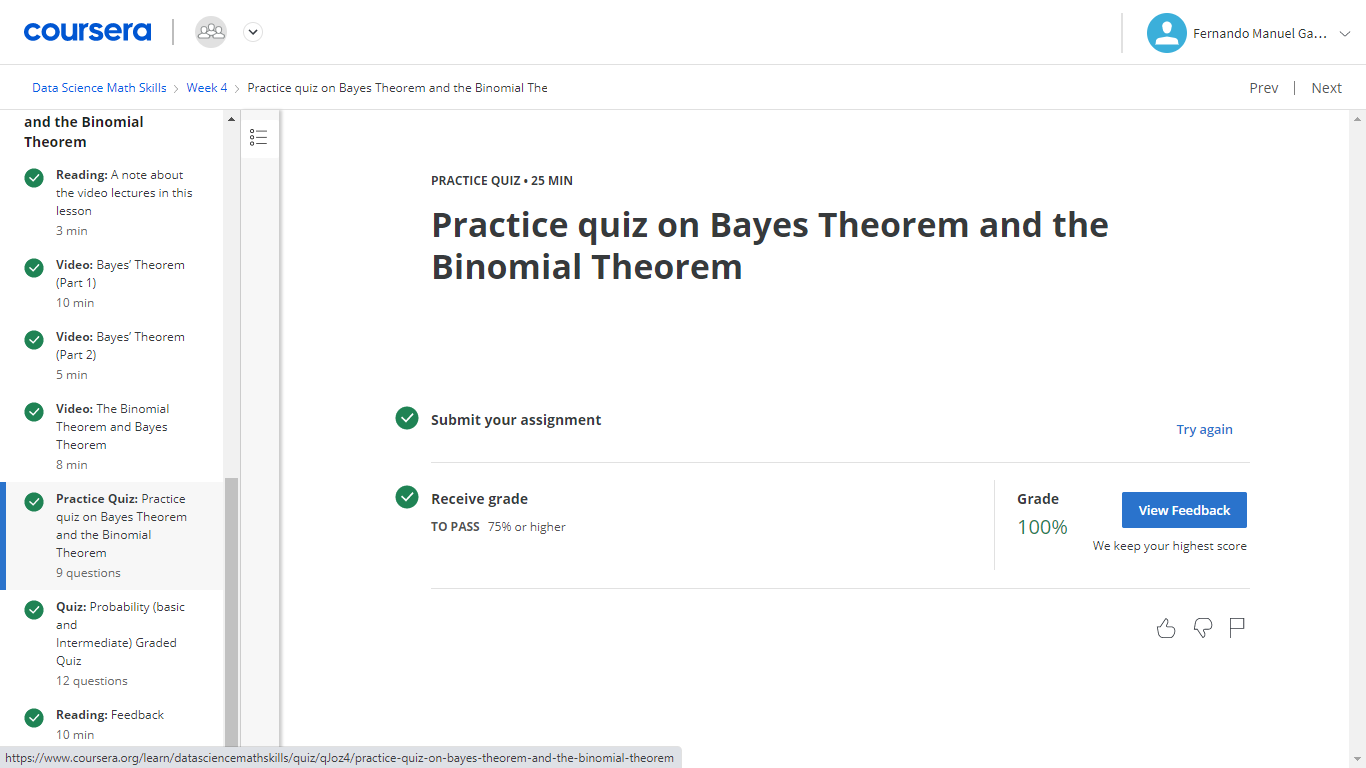 coursera
Fernando Manuel Ga...
Data Science Math Skills > Week 4 > Practice quiz on Bayes Theorem and the Binomial The
Prev | Next
and the Binomial
Theorem
Reading: A note about
the video lectures in this
lesson
3 min
Video: Bayes’ Theorem
(Part 1)
10 min
Video: Bayes’ Theorem
(Part 2)
5 min
Video: The Binomial
Theorem and Bayes
Theorem
8 min
Practice Quiz: Practice
quiz on Bayes Theorem
and the Binomial
Theorem
9 questions
Quiz: Probability (basic
and
Intermediate) Graded
Quiz
12 questions
Reading: Feedback
10 min
PRACTICE QUIZ • 25 MIN
Practice quiz on Bayes Theorem and the
Binomial Theorem
Submit your assignment
Try again
Receive grade
TO PASS 75% or higher
Grade
100%
View Feedback
We keep your highest score
https://www.coursera.org/learn/datasciencemathskills/quiz/qJoz4/practice-quiz-on-bayes-theorem-and-the-binomial-theorem